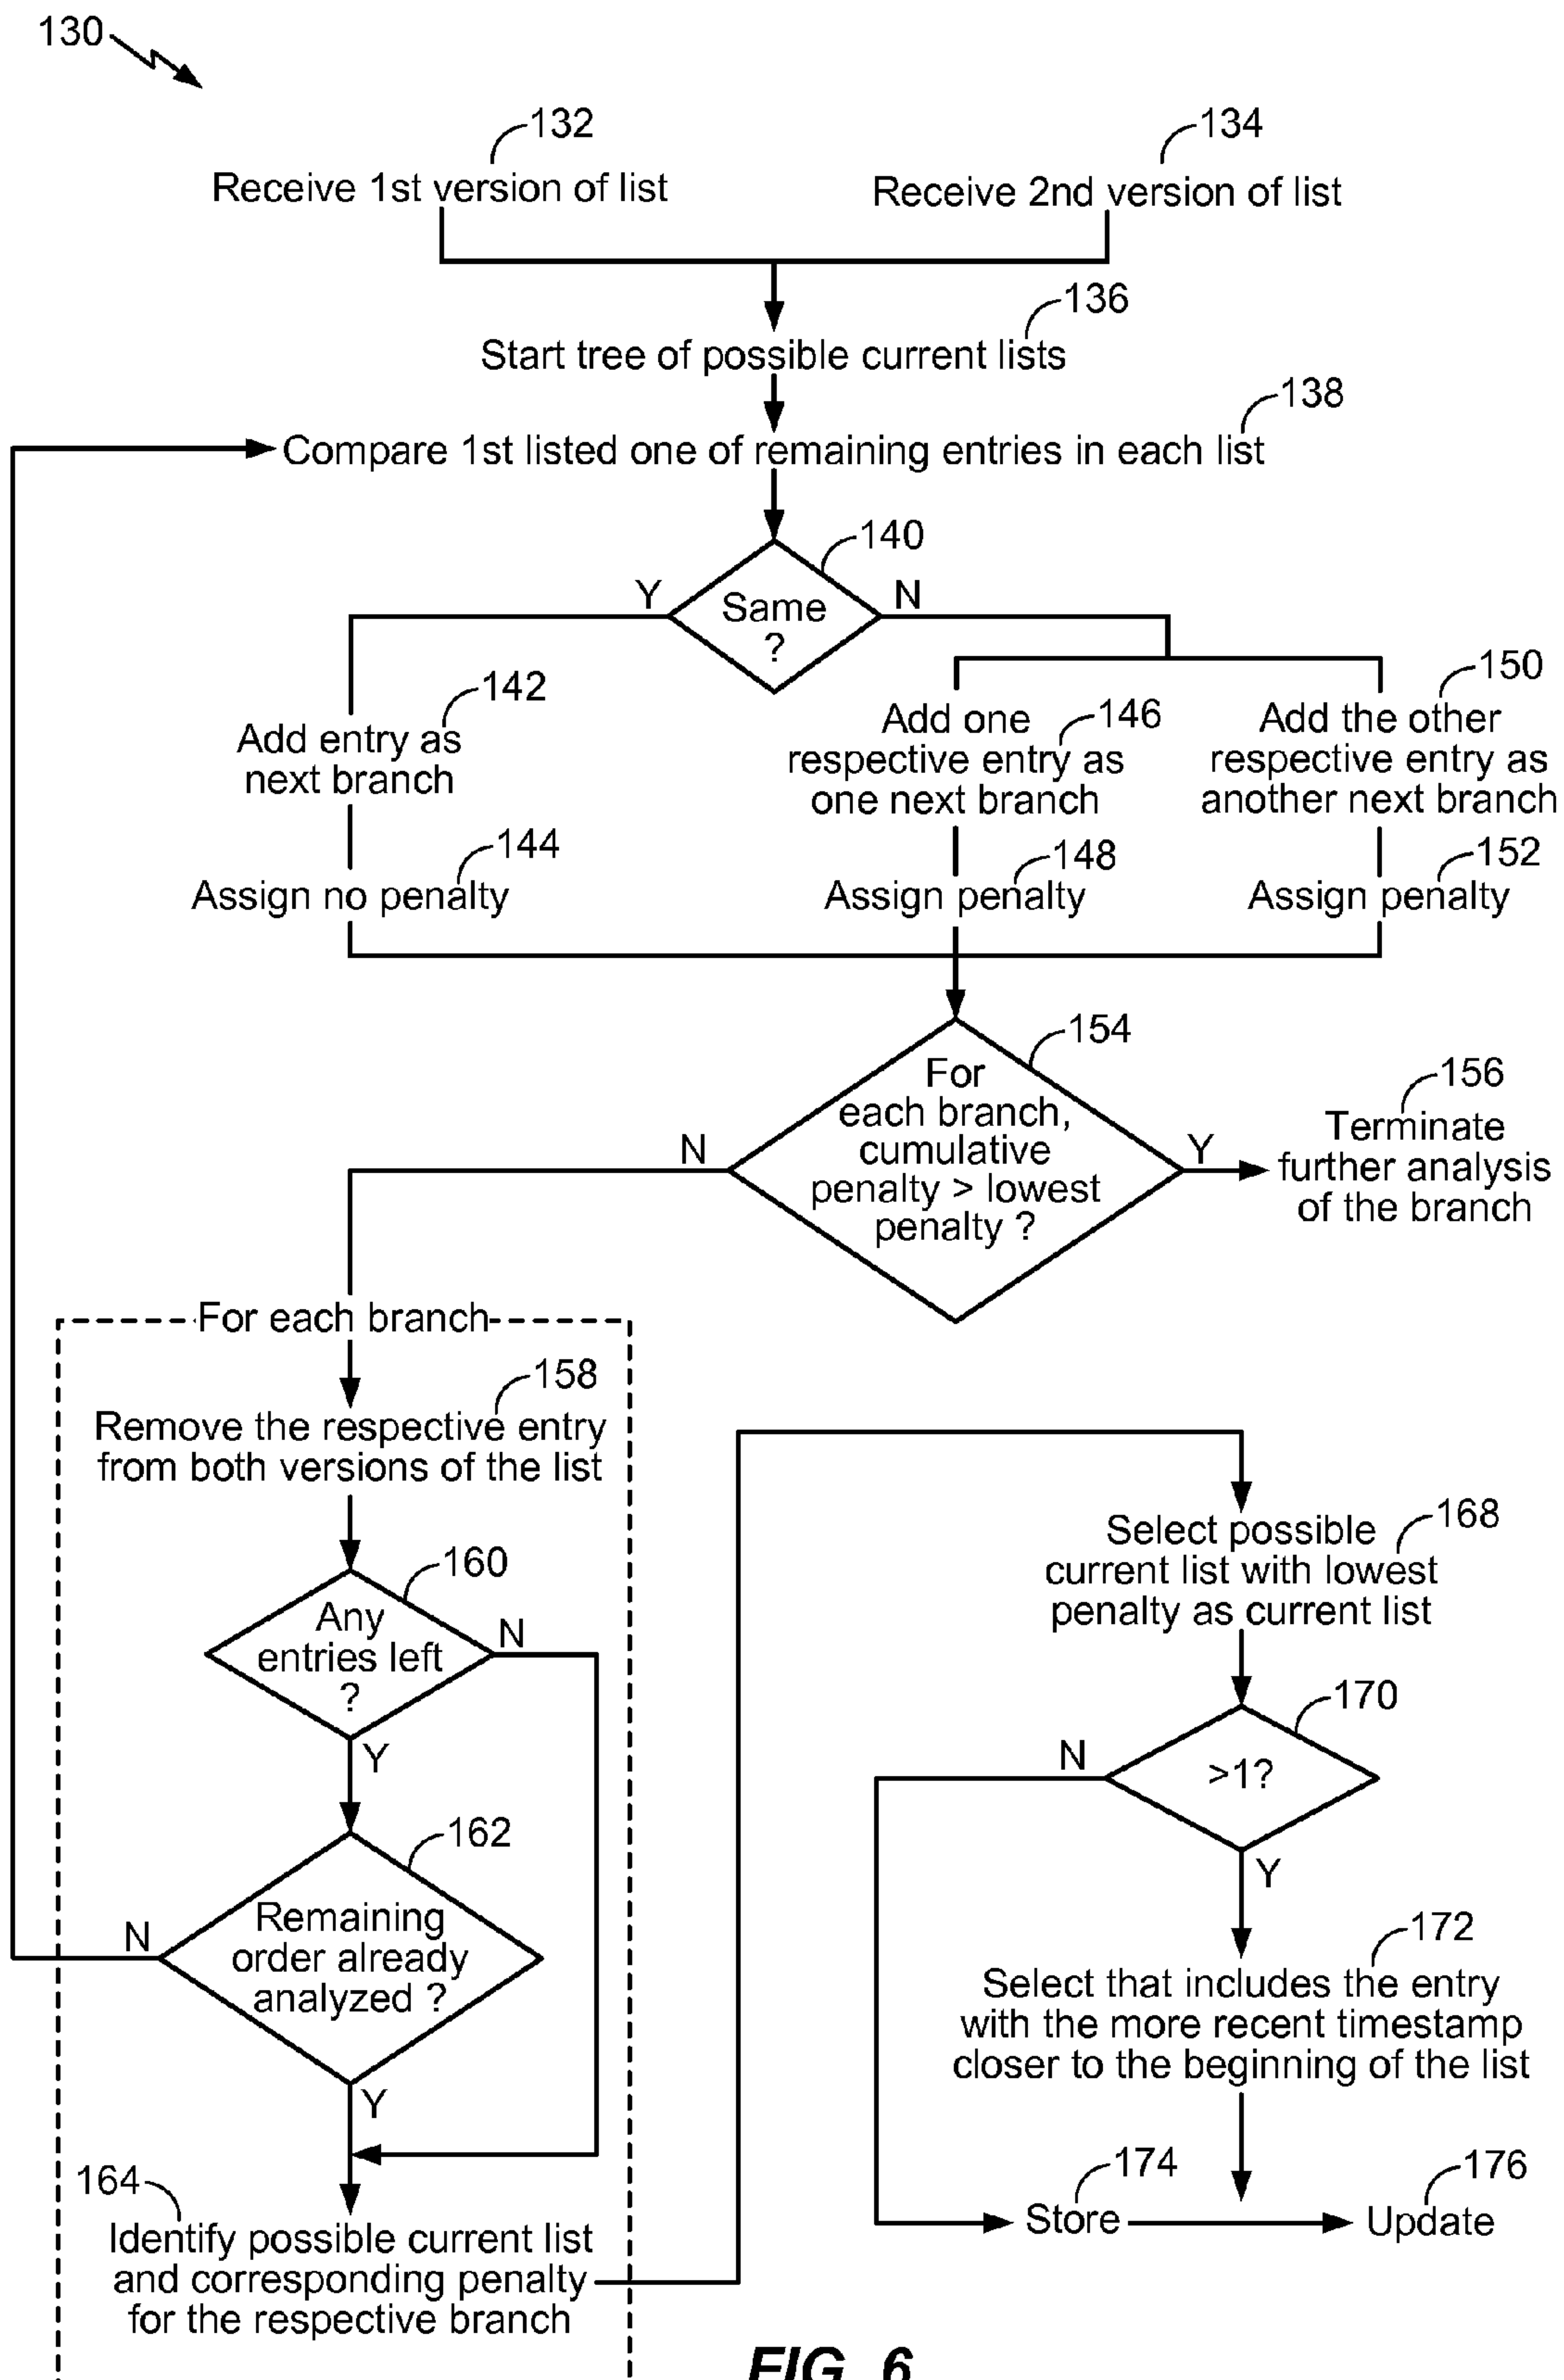 130
132
134
Receive 1st version of list
Receive 2nd version of list
136
Start tree of possible current lists
138
Compare 1st listed one of remaining entries in each list
140
Y
N
Same
?
142
Add entry as
next branch
146
Add one
respective entry as
one next branch
150
Add the other
respective entry as
another next branch
144
Assign no penalty
148
Assign penalty
152
Assign penalty
154
For
each branch,
cumulative
penalty > lowest
penalty ?
N
Y
156
Terminate
further analysis
of the branch
For each branch
158
Remove the respective entry
from both versions of the list
160
Any
entries left
?
N
Y
162
Remaining
order already
analyzed ?
N
Y
164
Identify possible current list
and corresponding penalty
for the respective branch
168
Select possible
current list with lowest
penalty as current list
170
>1?
N
Y
172
Select that includes the entry
with the more recent timestamp
closer to the beginning of the list
174
Store
176
Update
FIG. 6